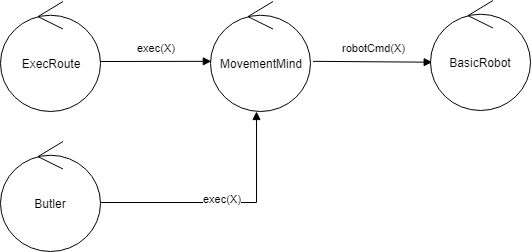 exec(X)
robotCmd(X)
ExecRoute
MovementMind
BasicRobot
exec(X)
Butler